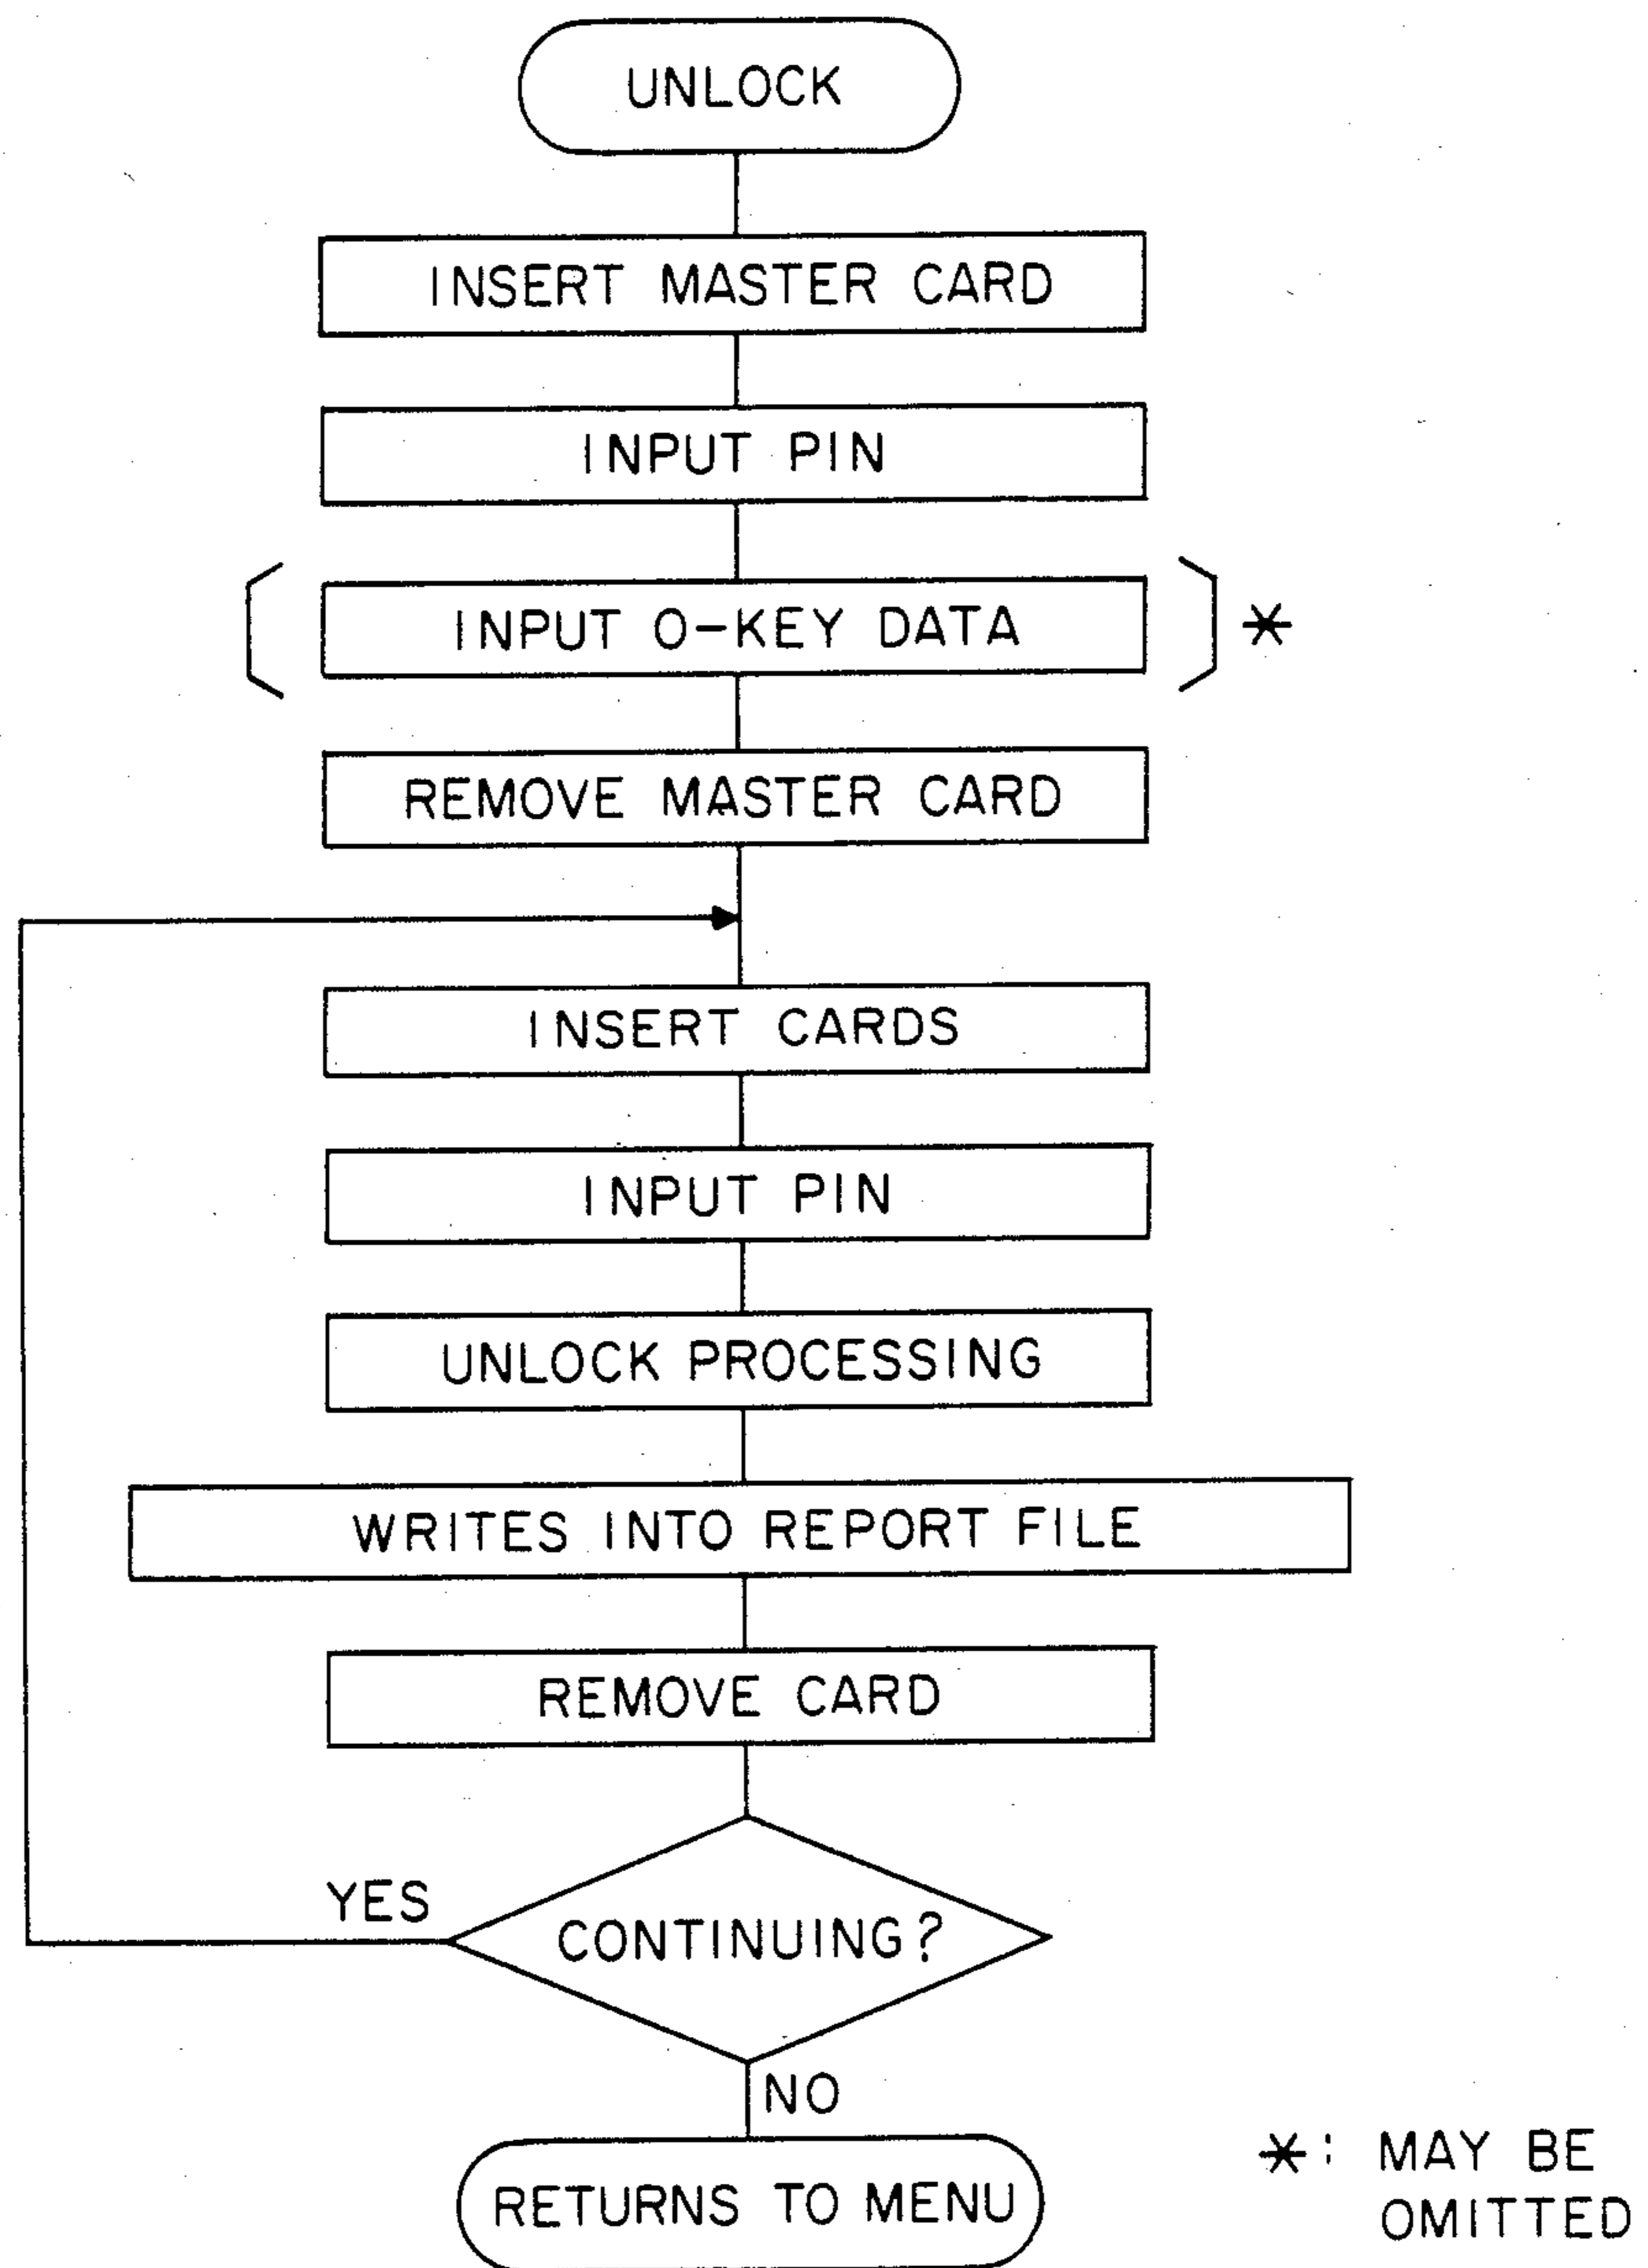 UNLOCK
INSERT MASTER CARD
INPUT PIN
INPUT O-KEY DATA
*
REMOVE MASTER CARD
INSERT CARDS
INPUT PIN
UNLOCK PROCESSING
WRITES INTO REPORT FILE
REMOVE CARD
YES
CONTINUING?
NO
RETURNS TO MENU
*: MAY BE
OMITTED